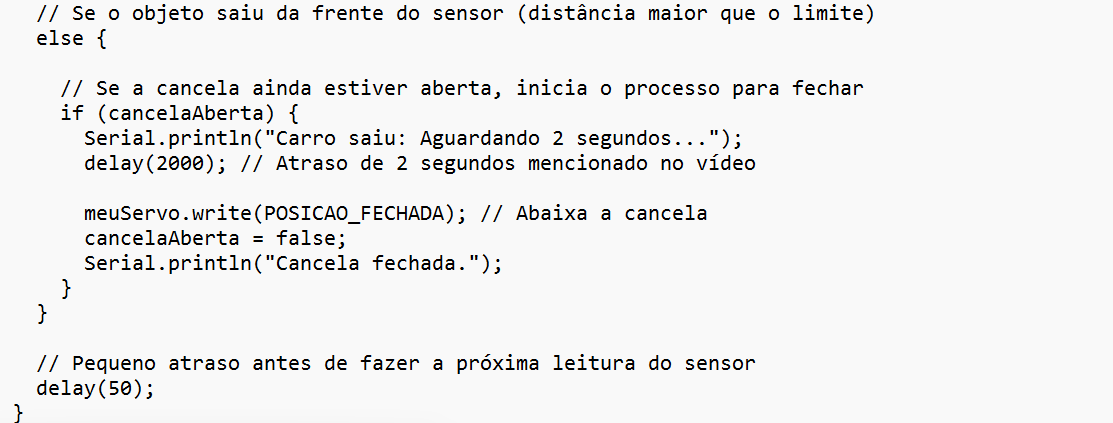 // Se o objeto saiu da frente do sensor (distância maior que o limite)
else {
// Se a cancela ainda estiver aberta, inicia o processo para fechar
if (cancelaAberta) {
Serial.println("Carro saiu: Aguardando 2 segundos...");
delay(2000); // Atraso de 2 segundos mencionado no vídeo
meuServo.write(POSICAO_FECHADA); // Abaixa a cancela
cancelaAberta = false;
Serial.println("Cancela fechada.");
}
}
// Pequeno atraso antes de fazer a próxima leitura do sensor
delay(50);
}